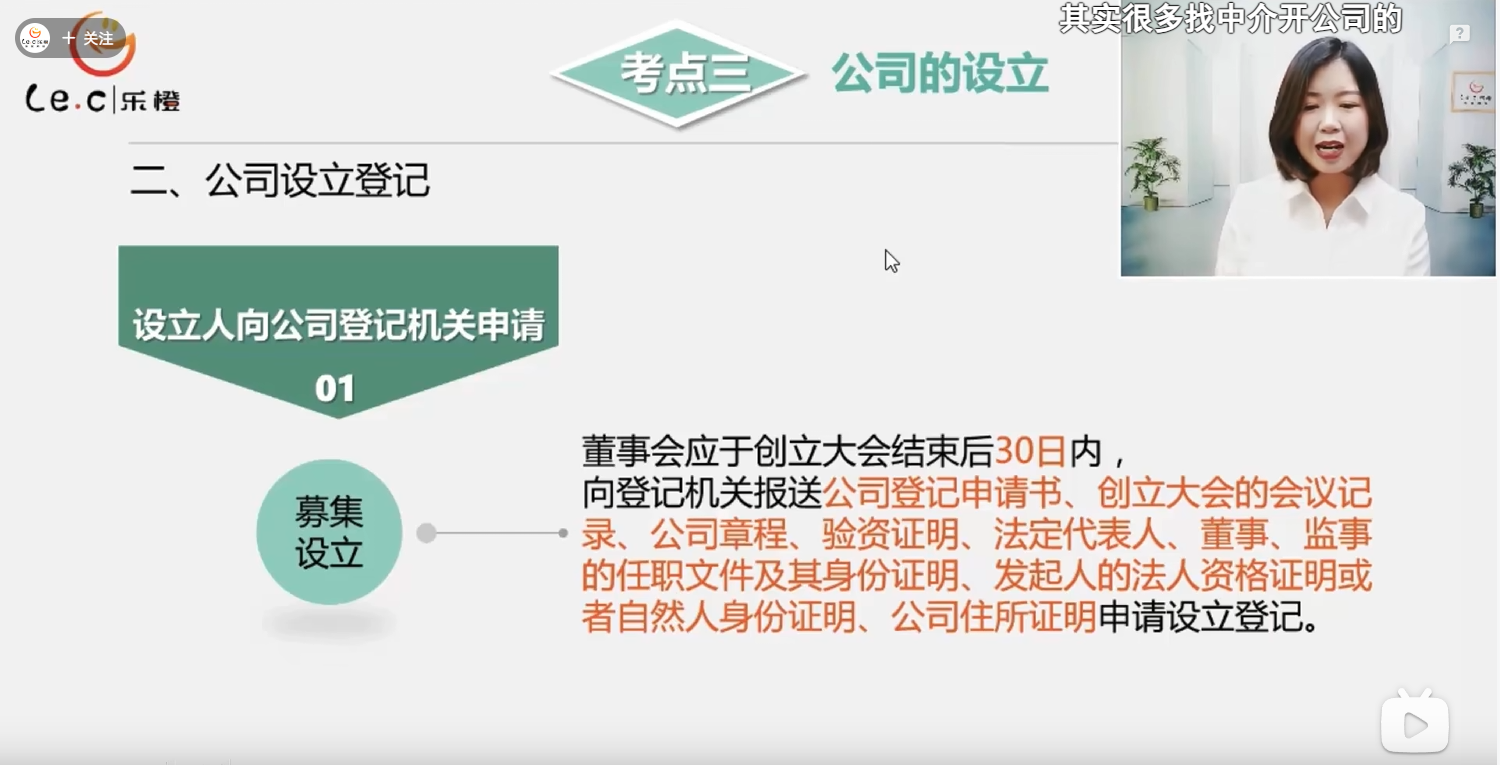 + 关注
Le.c|乐橙
考点三
公司的设立
其实很多找中介开公司的
?
二、公司设立登记
设立人向公司登记机关申请
01
募集
设立
董事会应于创立大会结束后30日内，
向登记机关报送公司登记申请书、创立大会的会议记
录、公司章程、验资证明、法定代表人、董事、监事
的任职文件及其身份证明、发起人的法人资格证明或
者自然人身份证明、公司住所证明申请设立登记。